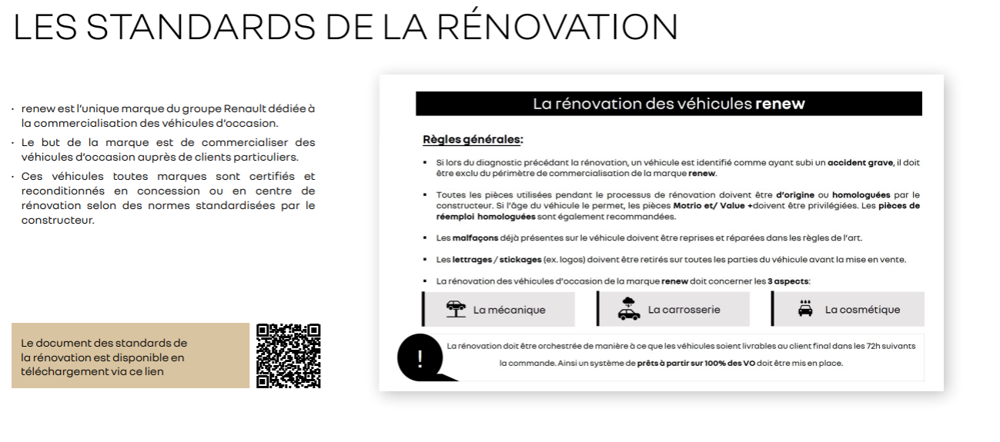 LES STANDARDS DE LA RÉNOVATION
· renew est l'unique marque du groupe Renault dédiée à
la commercialisation des véhicules d'occasion.
· Le but de la marque est de commercialiser des
véhicules d'occasion auprès de clients particuliers.
· Ces véhicules toutes marques sont certifiés et
reconditionnés en concession ou en centre de
rénovation selon des normes standardisées par le
constructeur.
Le document des standards de
la rénovation est disponible en
téléchargement via ce lien
La rénovation des véhicules renew
Règles générales:
▪ Si lors du diagnostic précédant la rénovation, un véhicule est identifié comme ayant subi un accident grave, il doit
être exclu du périmètre de commercialisation de la marque renew.
▪ Toutes les pièces utilisées pendant le processus de rénovation doivent être d'origine ou homologuées par le
constructeur. Si l'âge du véhicule le permet, les pièces Motrio et/ Value +doivent être privilégiées. Les pièces de
réemploi homologuées sont également recommandées.
▪ Les malfaçons déjà présentes sur le véhicule doivent être reprises et réparées dans les règles de l'art.
▪ Les lettrages / stickages (ex. logos) doivent être retirés sur toutes les parties du véhicule avant la mise en vente.
▪ La rénovation des véhicules d'occasion de la marque renew doit concerner les 3 aspects:
La mécanique
La carrosserie
La cosmétique
!
La rénovation doit être orchestrée de manière à ce que les véhicules soient livrables au client final dans les 72h suivants
la commande. Ainsi un système de prêts à partir sur 100% des VO doit être mis en place.